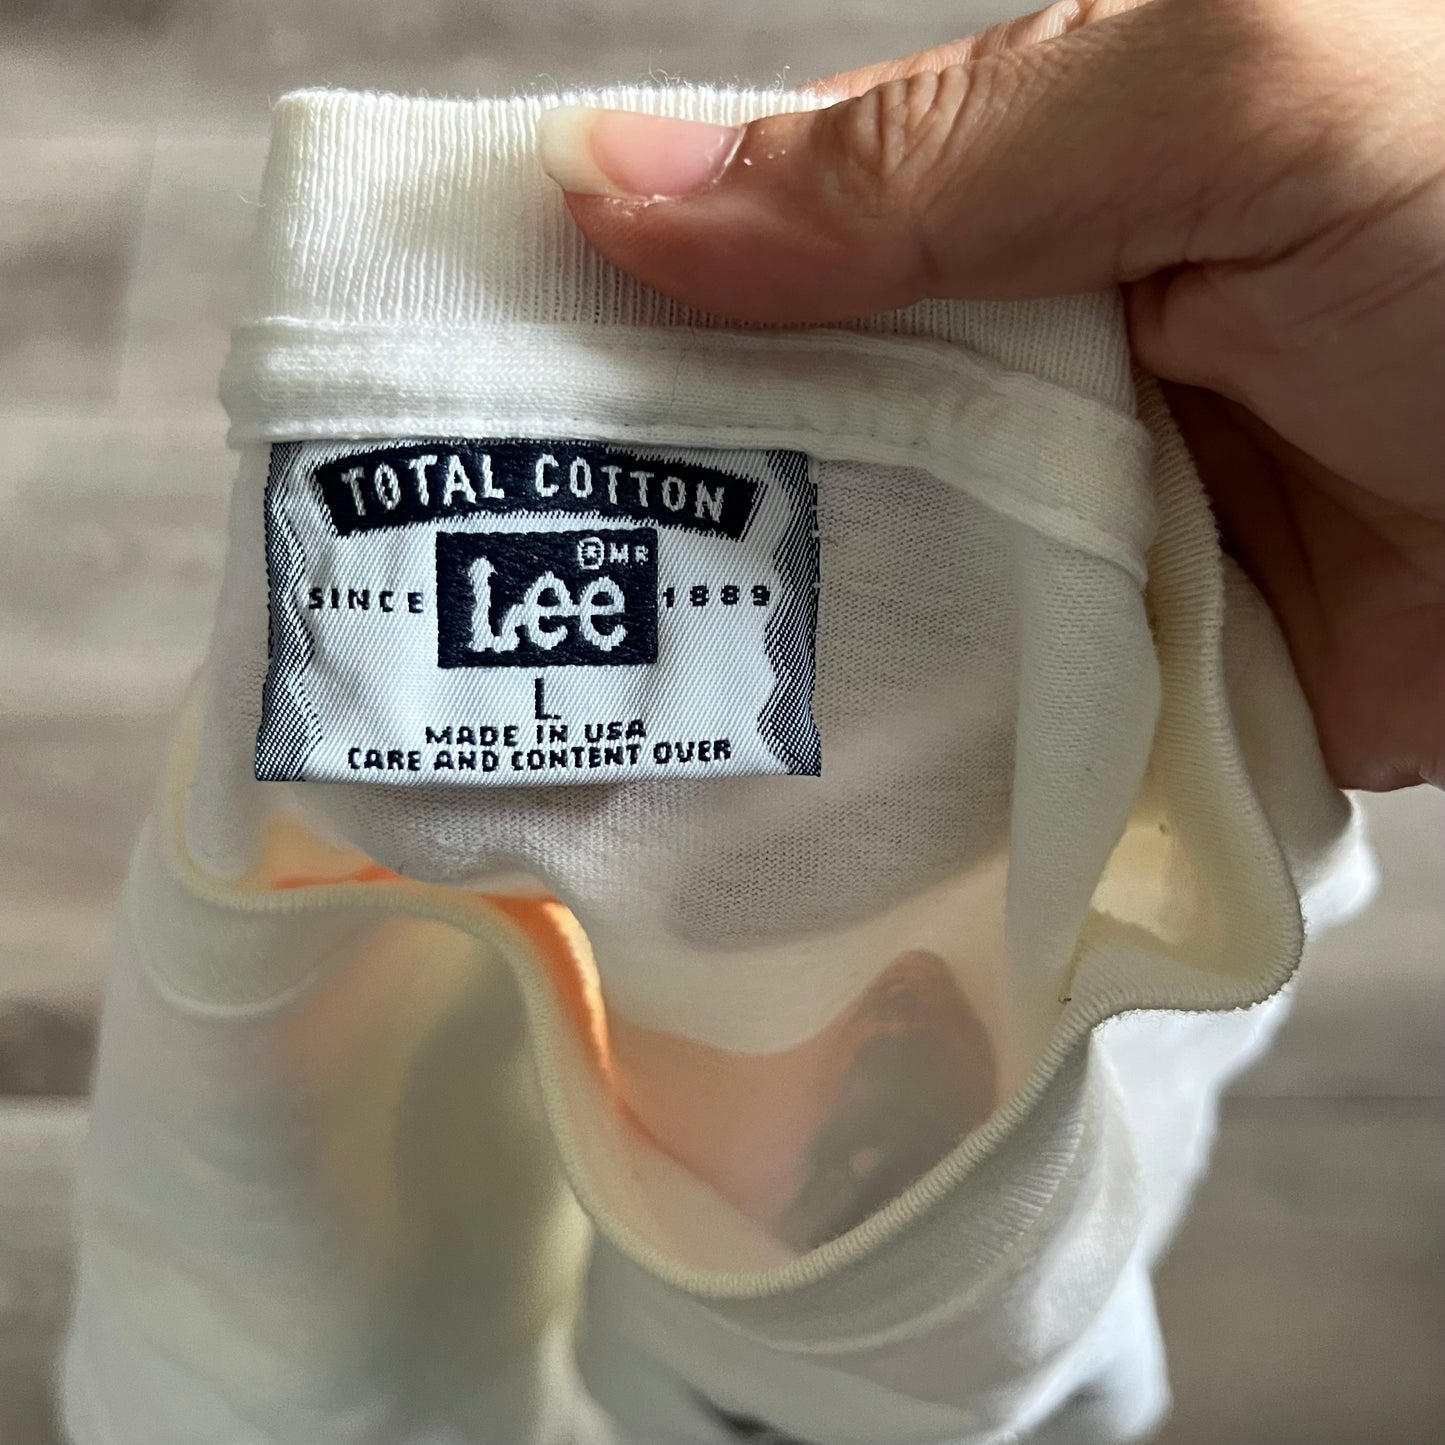 TOTAL COTTON
®MR
SINCE Lee 1889
L
MADE IN USA
CARE AND CONTENT OVER